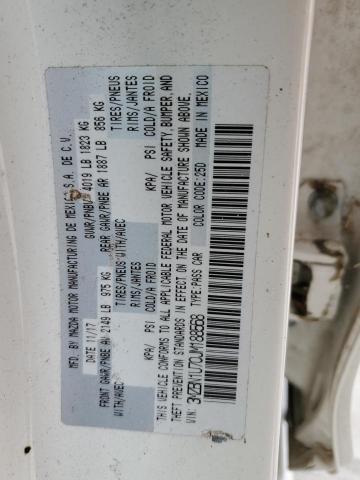 MFD. BY MAZDA MOTOR MANUFACTURING DE MEXICO S.A. DE C.V.
DATE 11/17 GVWR/PNBV 4019 LB 1823 KG
FRONT GAWR/PNBE AV 2149 LB 975 KG REAR GAWR/PNBE AR 1887 LB 856 KG
WITH/AVEC TIRES/PNEUS WITH/AVEC TIRES/PNEUS
RIMS/JANTES RIMS/JANTES
KPA/ PSI COLD/A FROID KPA/ PSI COLD/A FROID
THIS VEHICLE CONFORMS TO ALL APPLICABLE FEDERAL MOTOR VEHICLE SAFETY, BUMPER, AND
THEFT PREVENTION STANDARDS IN EFFECT ON THE DATE OF MANUFACTURE SHOWN ABOVE.
VIN: TYPE:PASS CAR COLOR CODE:25D MADE IN MEXICO